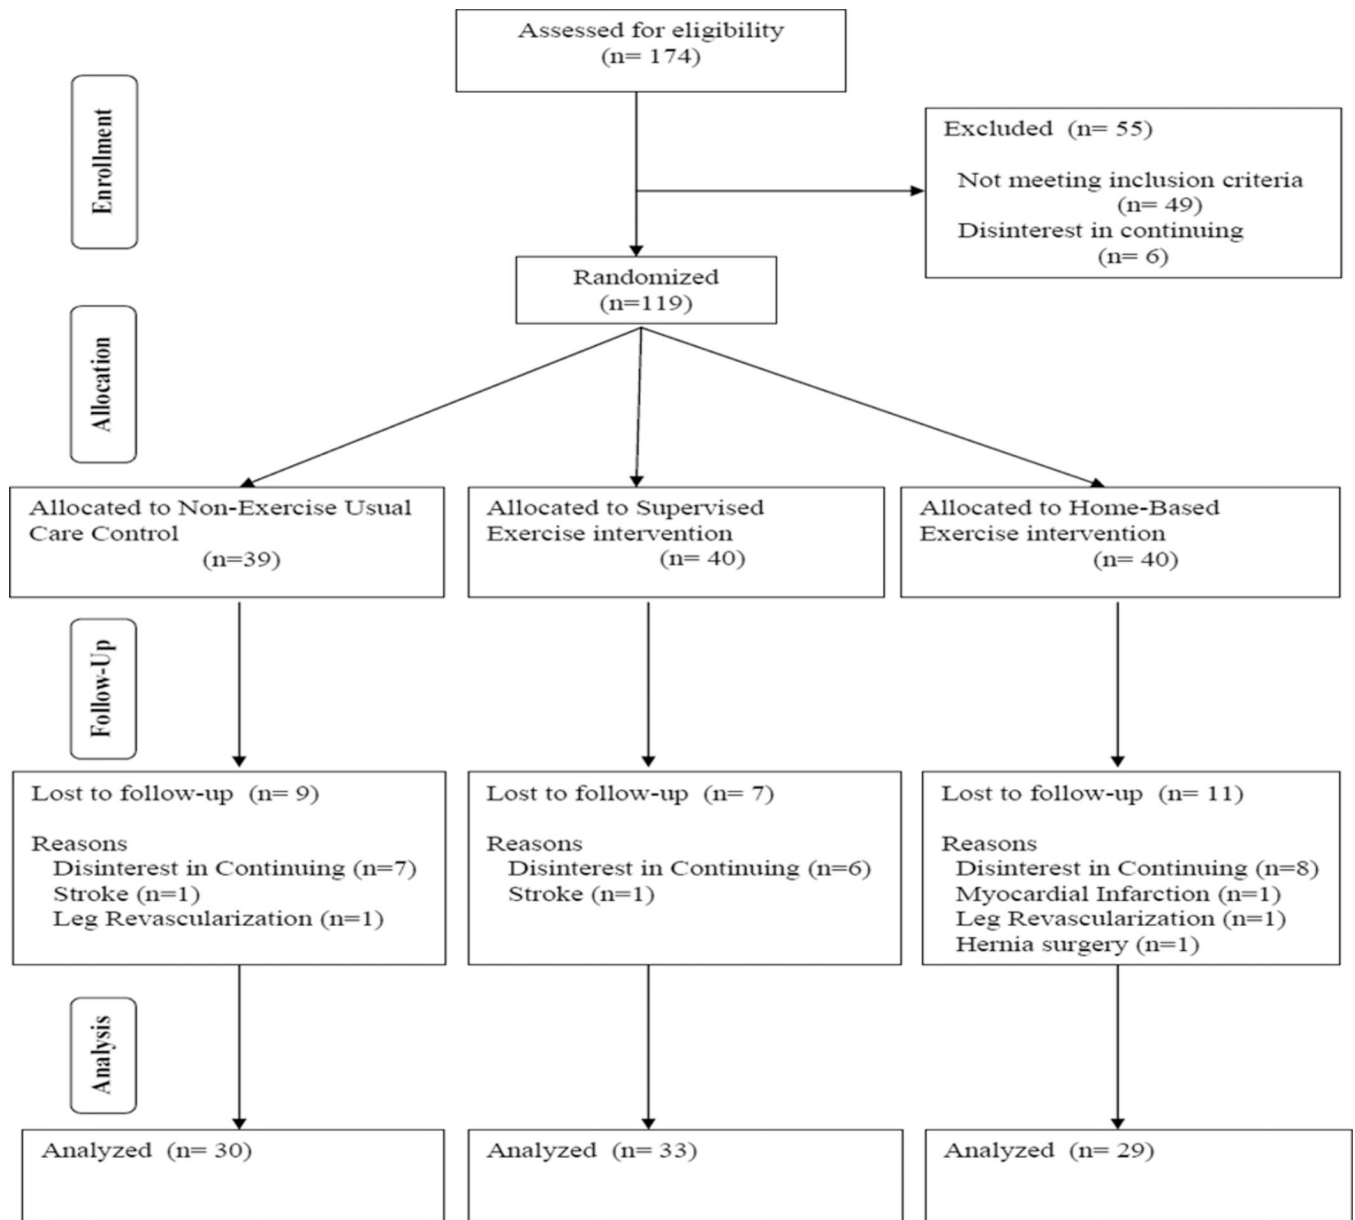 Assessed for eligibility
(n= 174)
Enrollment
Excluded (n= 55)
Not meeting inclusion criteria
(n= 49)
Disinterest in continuing
(n= 6)
Randomized
(n=119)
Allocation
Allocated to Non-Exercise Usual
Care Control
(n=39)
Allocated to Supervised
Exercise intervention
(n= 40)
Allocated to Home-Based
Exercise intervention
(n= 40)
Follow-Up
Lost to follow-up (n= 9)
Reasons
Disinterest in Continuing (n=7)
Stroke (n=1)
Leg Revascularization (n=1)
Lost to follow-up (n= 7)
Reasons
Disinterest in Continuing (n=6)
Stroke (n=1)
Lost to follow-up (n= 11)
Reasons
Disinterest in Continuing (n=8)
Myocardial Infarction (n=1)
Leg Revascularization (n=1)
Hernia surgery (n=1)
Analysis
Analyzed (n= 30)
Analyzed (n= 33)
Analyzed (n= 29)